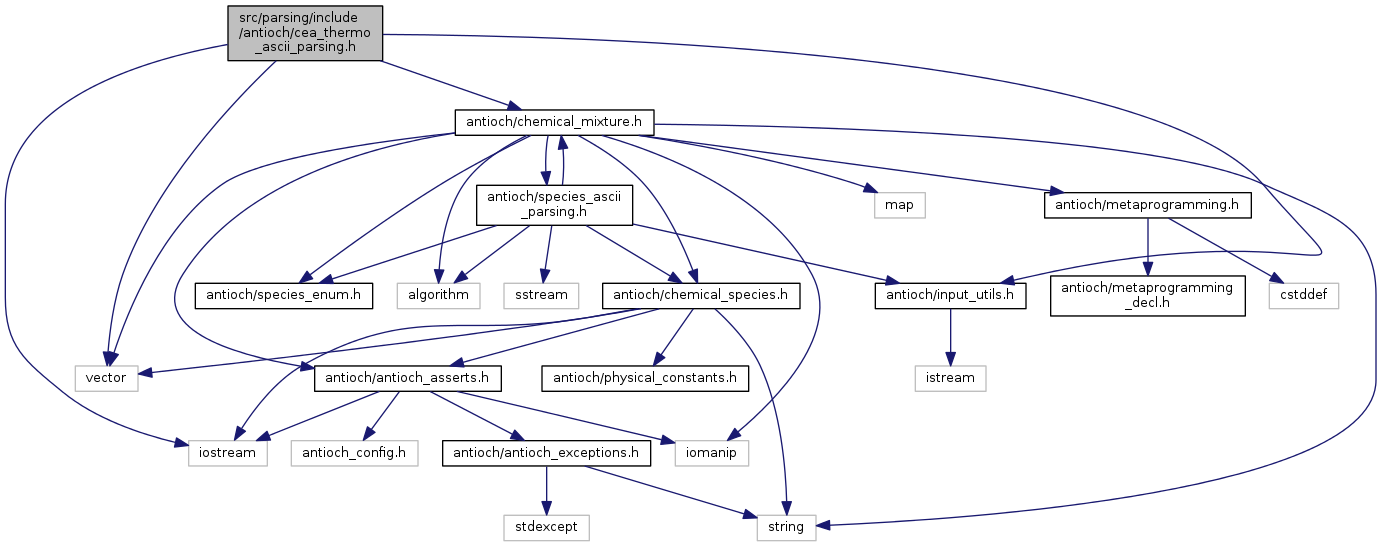 src/parsing/include
/antioch/cea_thermo
_ascii_parsing.h
antioch/chemical_mixture.h
antioch/species_ascii
_parsing.h
map
antioch/metaprogramming.h
antioch/species_enum.h
algorithm
sstream
antioch/chemical_species.h
antioch/input_utils.h
antioch/metaprogramming
_decl.h
cstddef
vector
antioch/antioch_asserts.h
antioch/physical_constants.h
istream
iostream
antioch_config.h
antioch/antioch_exceptions.h
iomanip
stdexcept
string